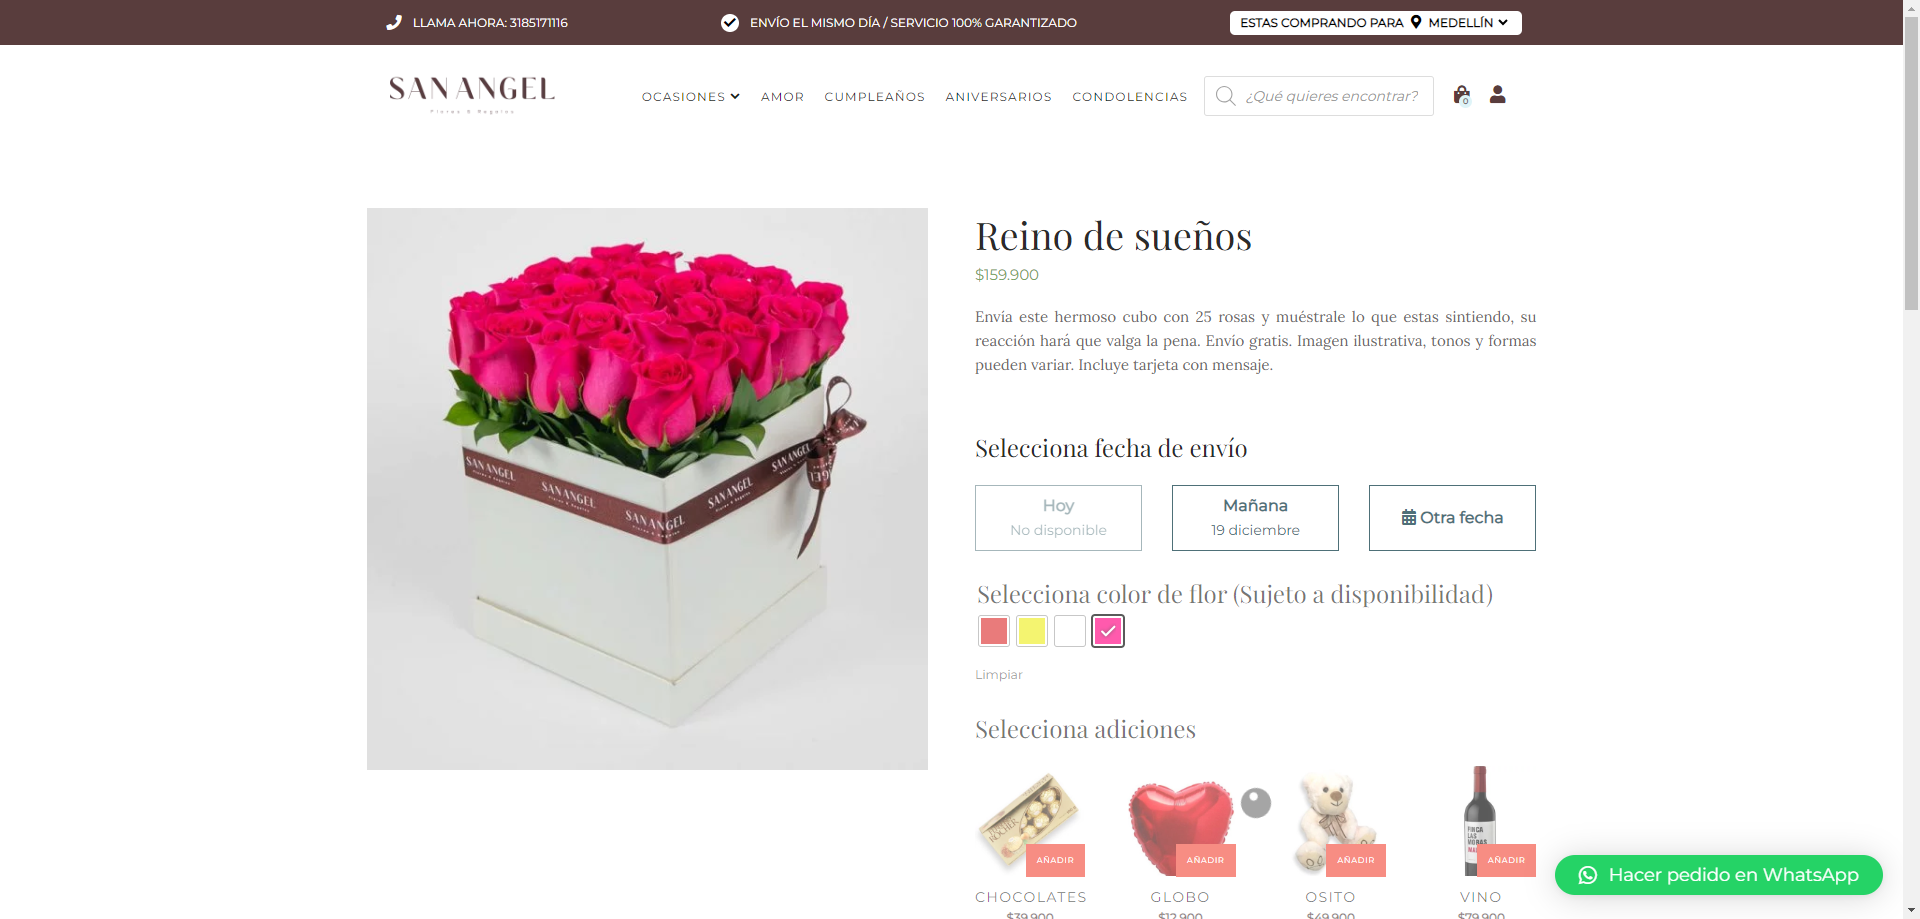 LLAMA AHORA: 3185171116
ENVÍO EL MISMO DÍA / SERVICIO 100% GARANTIZADO
ESTAS COMPRANDO PARA MEDELLÍN
SAN ANGEL
Flores & Regalos
OCASIONES
AMOR
CUMPLEAÑOS
ANIVERSARIOS
CONDOLENCIAS
¿Qué quieres encontrar?
0
SAN ANGEL
SAN ANGEL
SAN ANGEL
SAN ANGEL
SAN ANGEL
Reino de sueños
$159.900
Envía este hermoso cubo con 25 rosas y muéstrale lo que estas sintiendo, su
reacción hará que valga la pena. Envío gratis. Imagen ilustrativa, tonos y formas
pueden variar. Incluye tarjeta con mensaje.
Selecciona fecha de envío
Hoy
No disponible
Mañana
19 diciembre
Otra fecha
Selecciona color de flor (Sujeto a disponibilidad)
Limpiar
Selecciona adiciones
FINCA
LAS
MORAS
AÑADIR
AÑADIR
AÑADIR
AÑADIR
CHOCOLATES
GLOBO
OSITO
VINO
$39.900
$12.900
$49.900
$79.900
Hacer pedido en WhatsApp